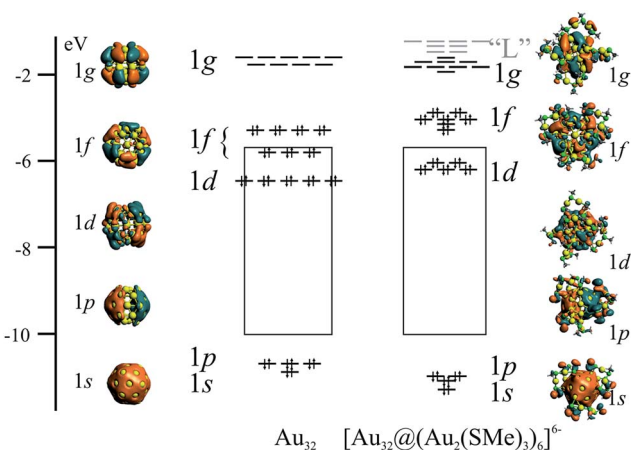 eV
1g
1g
"L"
1g
1g
-2
-4
1f
1f {
1f
1f
-6
1d
1d
1d
1d
-8
1p
1p
-10
1p
1p
1s
1s
1s
1s
Au32
[Au32@(Au2(SMe)3)6]6-